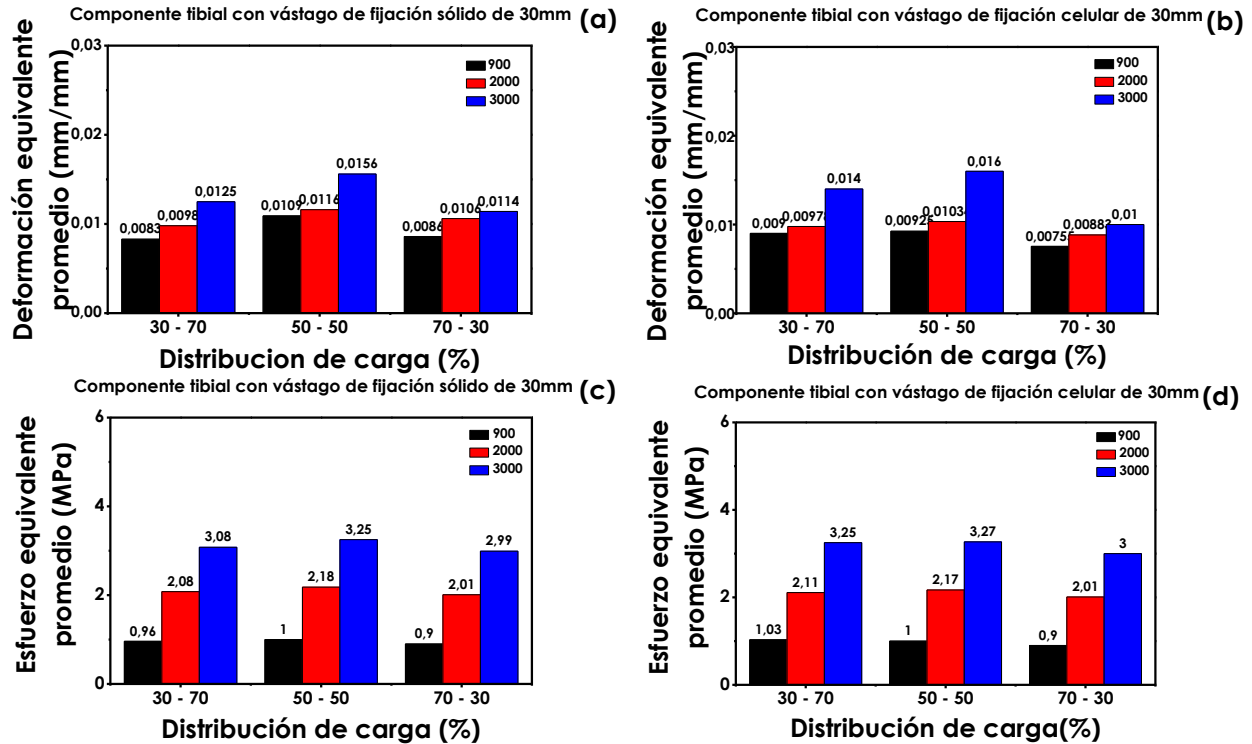 Componente tibial con vástago de fijación sólido de 30mm
(a)
Deformación equivalente
promedio (mm/mm)
0,03
0,02
0,01
0,00
900
2000
3000
0,0083
0,0098
0,0125
0,0109
0,0116
0,0156
0,0086
0,0106
0,0114
30 - 70
50 - 50
70 - 30
Distribucion de carga (%)
Componente tibial con vástago de fijación celular de 30mm
(b)
Deformación equivalente
promedio (mm/mm)
0,03
0,02
0,01
0,00
900
2000
3000
0,009
0,014
0,016
0,01
30 - 70
50 - 50
70 - 30
Distribución de carga (%)
Componente tibial con vástago de fijación sólido de 30mm
(c)
Esfuerzo equivalente
promedio (MPa)
6
4
2
0
900
2000
3000
0,96
2,08
3,08
1
2,18
3,25
0,9
2,01
2,99
30 - 70
50 - 50
70 - 30
Distribución de carga (%)
Componente tibial con vástago de fijación celular de 30mm
(d)
Esfuerzo equivalente
promedio (MPa)
6
4
2
0
900
2000
3000
1,03
2,11
3,25
1
2,17
3,27
0,9
2,01
3
30 - 70
50 - 50
70 - 30
Distribución de carga(%)